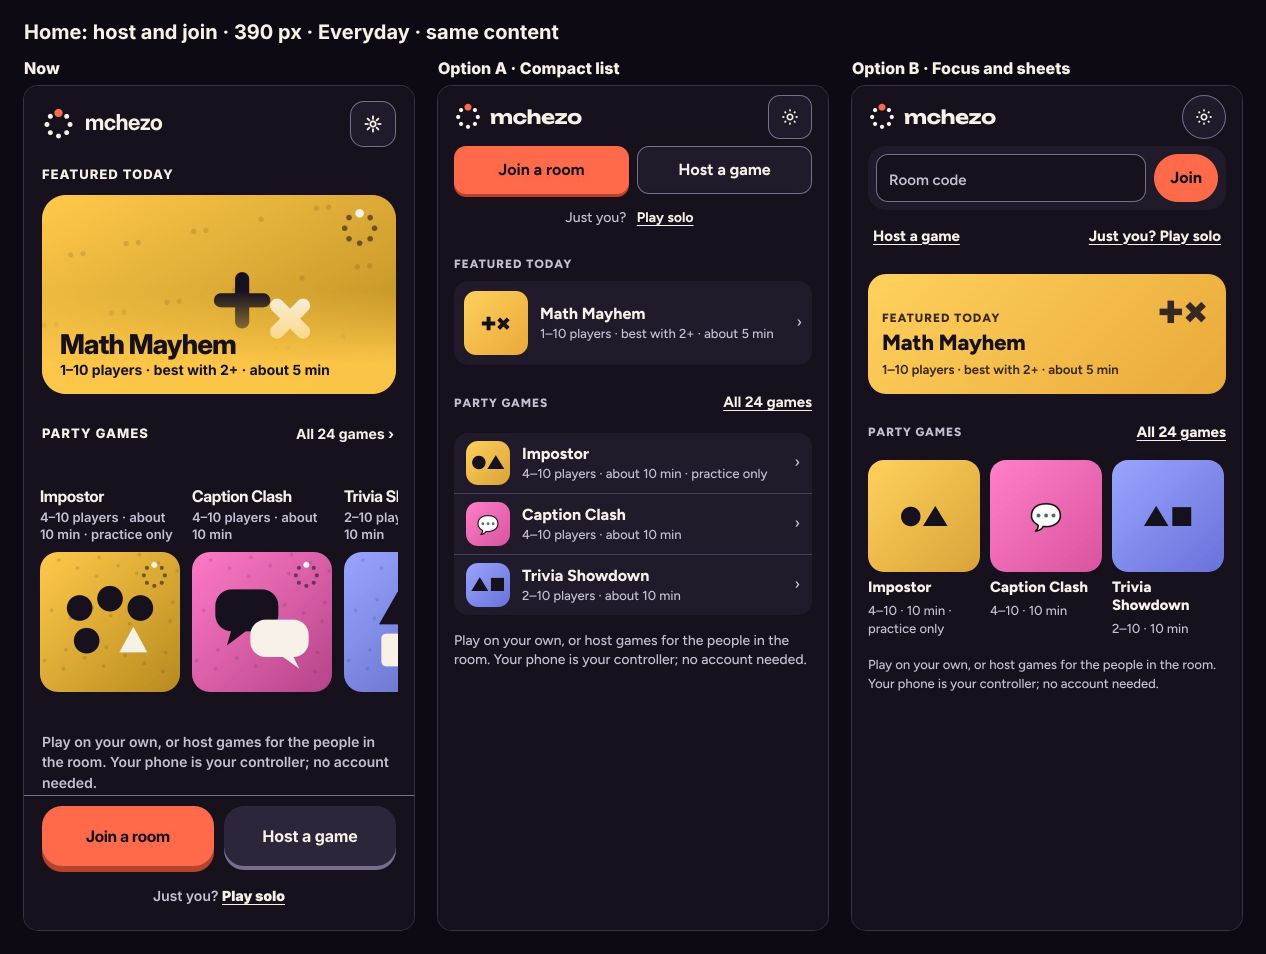 Home: host and join · 390 px · Everyday · same content
Now
mchezo
FEATURED TODAY
Math Mayhem
1–10 players · best with 2+ · about 5 min
PARTY GAMES
All 24 games ›
Impostor
4–10 players · about
10 min · practice only
Caption Clash
4–10 players · about
10 min
Trivia Sl
2–10 play
10 min
Play on your own, or host games for the people in
the room. Your phone is your controller; no account
needed.
Join a room
Host a game
Just you? Play solo
Option A · Compact list
mchezo
Join a room
Host a game
Just you? Play solo
FEATURED TODAY
Math Mayhem
1–10 players · best with 2+ · about 5 min
›
PARTY GAMES
All 24 games
Impostor
4–10 players · about 10 min · practice only
›
Caption Clash
4–10 players · about 10 min
›
Trivia Showdown
2–10 players · about 10 min
›
Play on your own, or host games for the people in the
room. Your phone is your controller; no account needed.
Option B · Focus and sheets
mchezo
Room code
Join
Host a game
Just you? Play solo
FEATURED TODAY
Math Mayhem
1–10 players · best with 2+ · about 5 min
PARTY GAMES
All 24 games
Impostor
4–10 · 10 min ·
practice only
Caption Clash
4–10 · 10 min
Trivia
Showdown
2–10 · 10 min
Play on your own, or host games for the people in the room.
Your phone is your controller; no account needed.